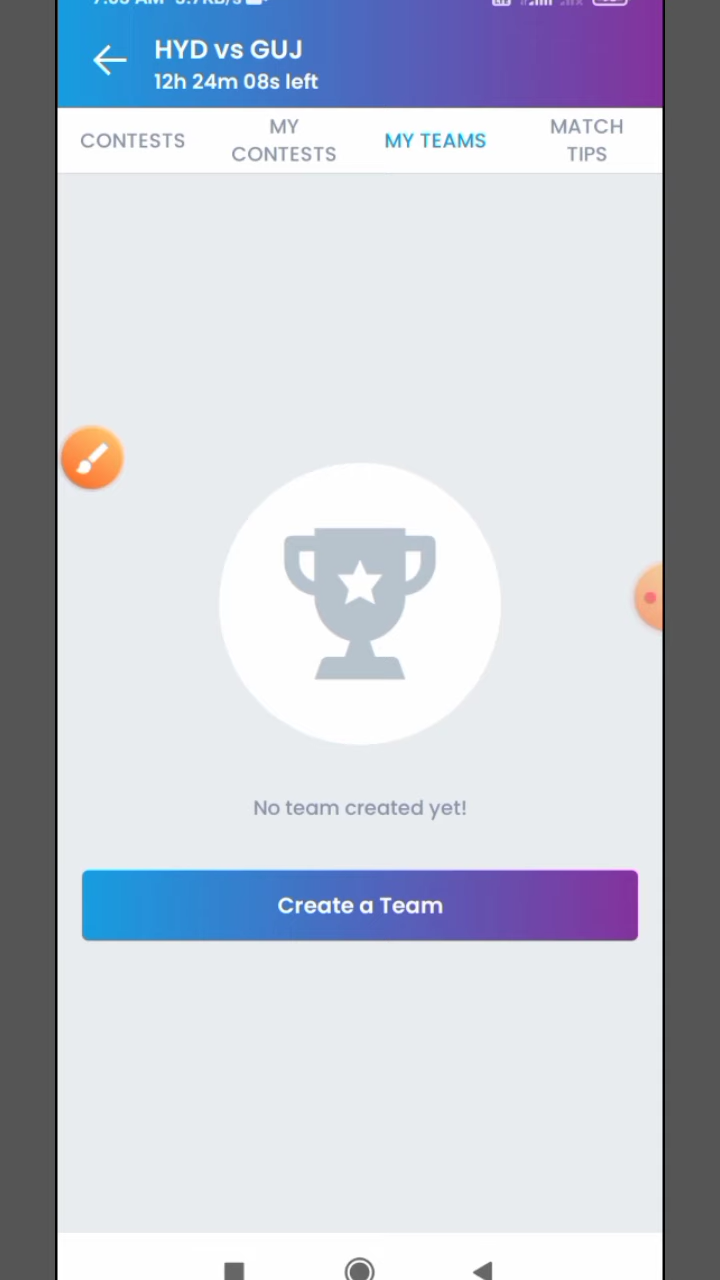 HYD vs GUJ
12h 24m 08s left
CONTESTS
MY
CONTESTS
MY TEAMS
MATCH
TIPS
No team created yet!
Create a Team